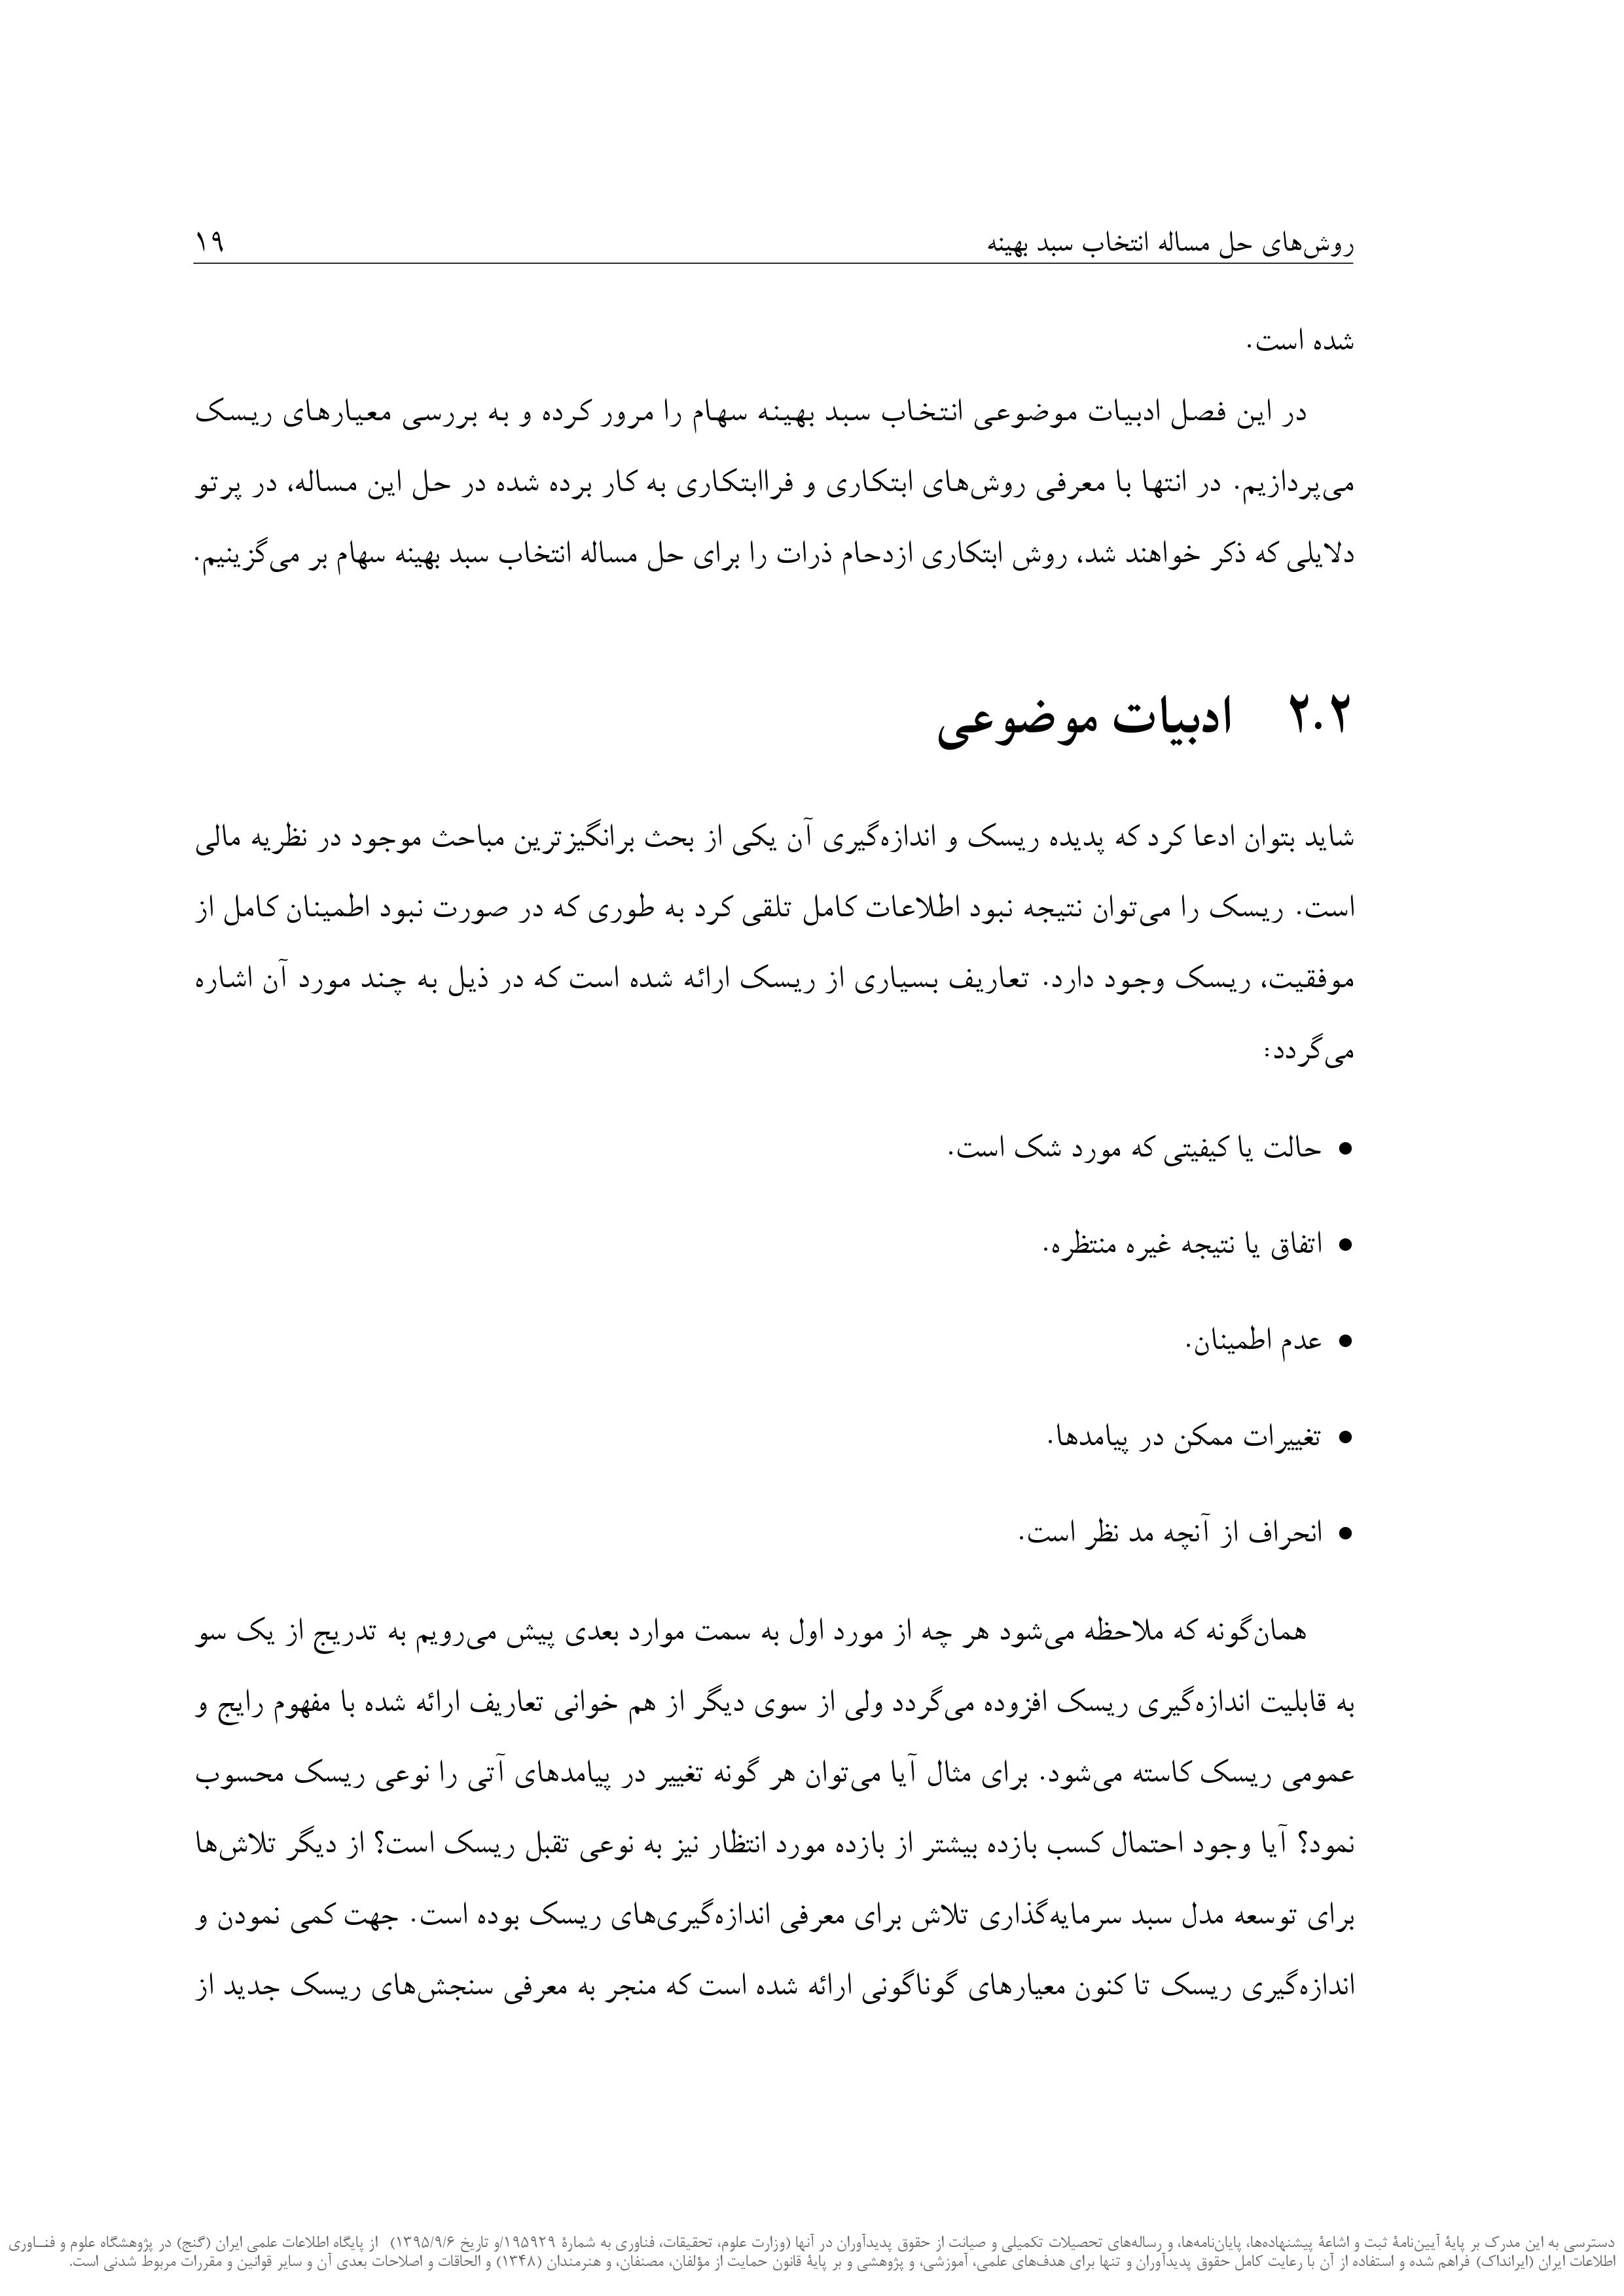 روش‌های حل مساله انتخاب سبد بهینه ۱۹
شده است.
در این فصل ادبیات موضوعی انتخاب سبد بهینه سهام را مرور کرده و به بررسی معیارهای ریسک
می‌پردازیم. در انتها با معرفی روش‌های ابتکاری و فراابتکاری به کار برده شده در حل این مساله، در پرتو
دلایلی که ذکر خواهند شد، روش ابتکاری ازدحام ذرات را برای حل مساله انتخاب سبد بهینه سهام بر می‌گزینیم.
۲.۲ ادبیات موضوعی
شاید بتوان ادعا کرد که پدیده ریسک و اندازه‌گیری آن یکی از بحث برانگیزترین مباحث موجود در نظریه مالی
است. ریسک را می‌توان نتیجه نبود اطلاعات کامل تلقی کرد به طوری که در صورت نبود اطمینان کامل از
موفقیت، ریسک وجود دارد. تعاریف بسیاری از ریسک ارائه شده است که در ذیل به چند مورد آن اشاره
می‌گردد:
• حالت یا کیفیتی که مورد شک است.
• اتفاق یا نتیجه غیره منتظره.
• عدم اطمینان.
• تغییرات ممکن در پیامدها.
• انحراف از آنچه مد نظر است.
همان‌گونه که ملاحظه می‌شود هر چه از مورد اول به سمت موارد بعدی پیش می‌رویم به تدریج از یک سو
به قابلیت اندازه‌گیری ریسک افزوده می‌گردد ولی از سوی دیگر از هم خوانی تعاریف ارائه شده با مفهوم رایج و
عمومی ریسک کاسته می‌شود. برای مثال آیا می‌توان هر گونه تغییر در پیامدهای آتی را نوعی ریسک محسوب
نمود؟ آیا وجود احتمال کسب بازده بیشتر از بازده مورد انتظار نیز به نوعی تقبل ریسک است؟ از دیگر تلاش‌ها
برای توسعه مدل سبد سرمایه‌گذاری تلاش برای معرفی اندازه‌گیری‌های ریسک بوده است. جهت کمی نمودن و
اندازه‌گیری ریسک تا کنون معیارهای گوناگونی ارائه شده است که منجر به معرفی سنجش‌های ریسک جدید از
دسترسی به این مدرک بر پایهٔ آیین‌نامهٔ ثبت و اشاعهٔ پیشنهاده‌ها، پایان‌نامه‌ها، و رساله‌های تحصیلات تکمیلی و صیانت از حقوق پدیدآوران در آنها (وزارت علوم، تحقیقات، فناوری به شمارهٔ ۱۹۵۹۲۹/و تاریخ ۱۳۹۵/۹/۶) از پایگاه اطلاعات علمی ایران (گنج) در پژوهشگاه علوم و فنـاوری
اطلاعات ایران (ایرانداک) فراهم شده و استفاده از آن با رعایت کامل حقوق پدیدآوران و تنها برای هدف‌های علمی، آموزشی، و پژوهشی و بر پایهٔ قانون حمایت از مؤلفان، مصنفان، و هنرمندان (۱۳۴۸) و الحاقات و اصلاحات بعدی آن و سایر قوانین و مقررات مربوط شدنی است.